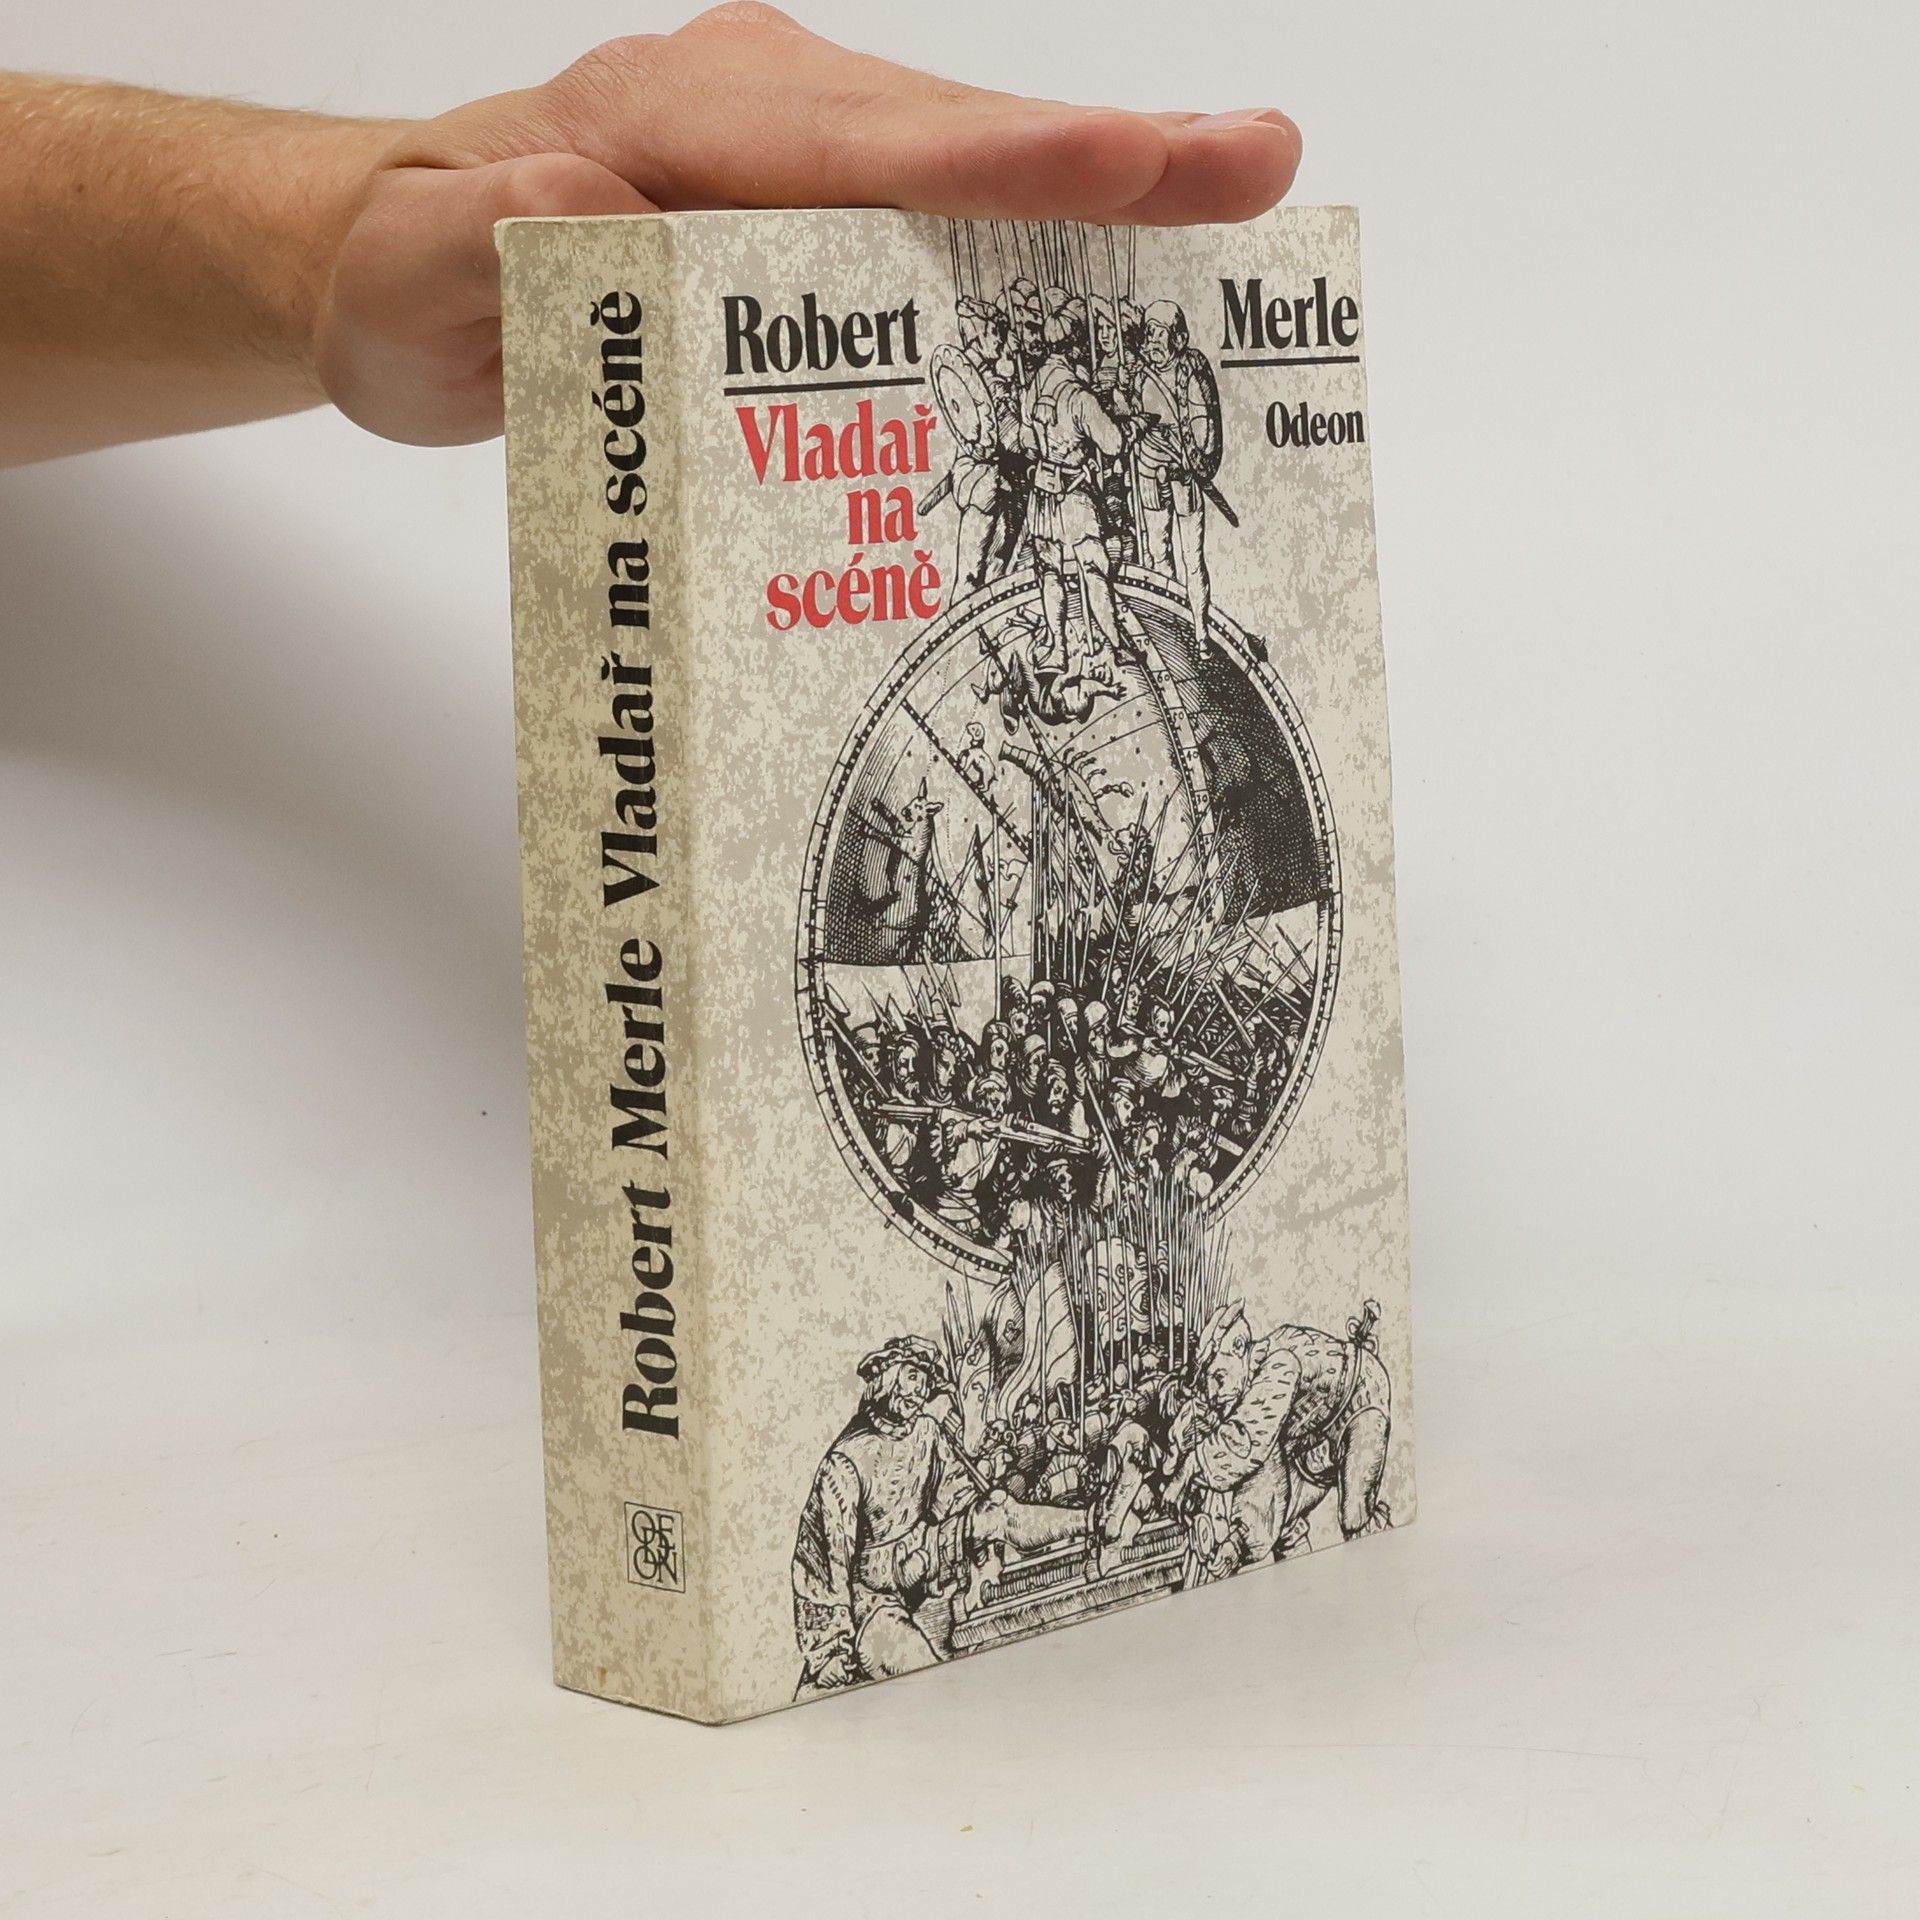 Robert Merle Vladař na scéně
ODEON
Robert
Merle
Vladař
na
scéně
Odeon